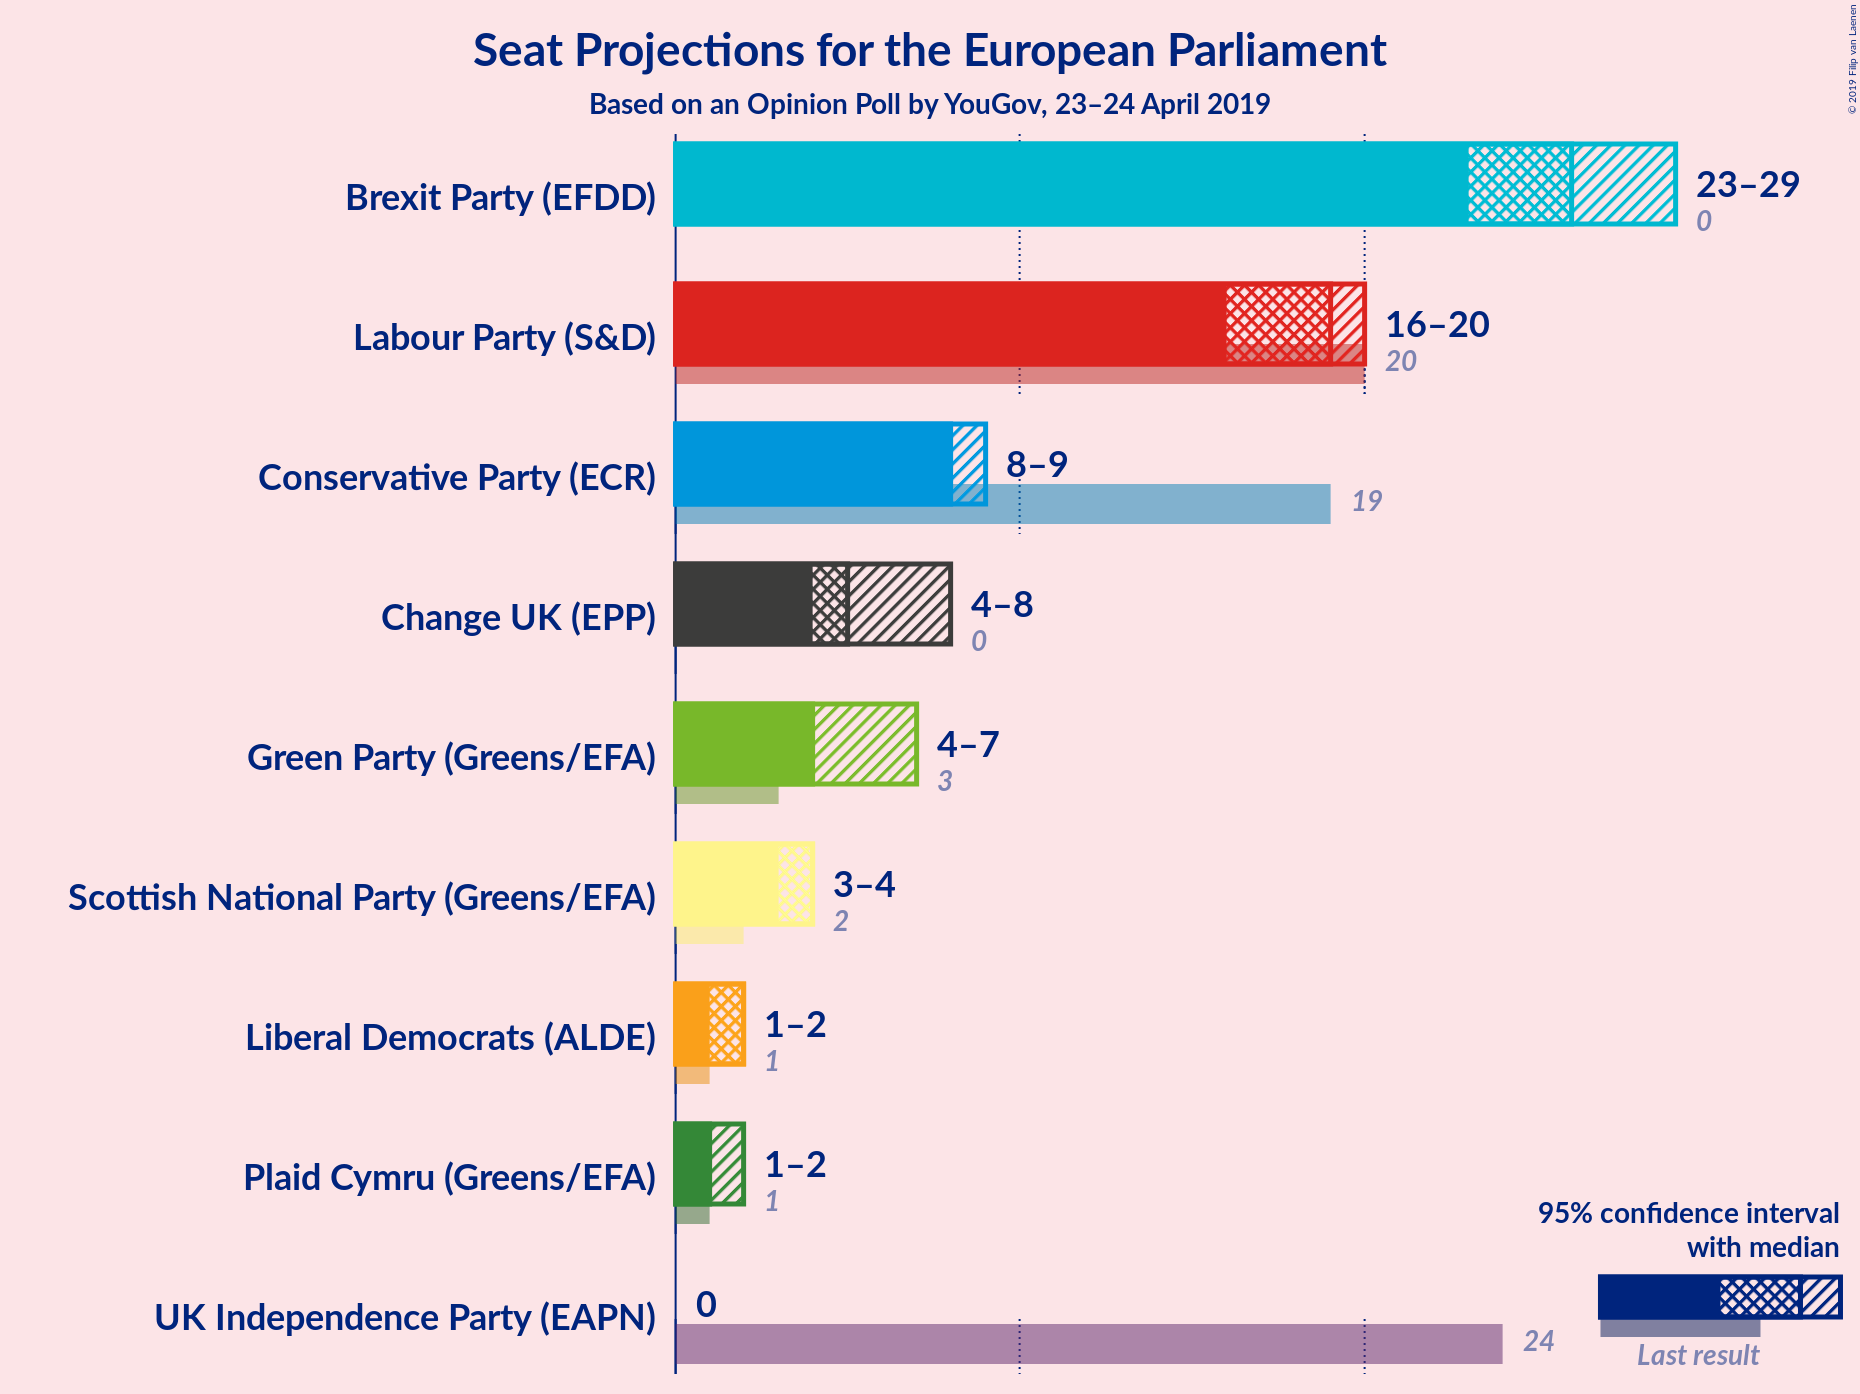 Seat Projections for the European Parliament
Based on an Opinion Poll by YouGov, 23–24 April 2019
© 2019 Filip van Laenen
Brexit Party (EFDD)
23–29
0
Labour Party (S&D)
16–20
20
Conservative Party (ECR)
8–9
19
Change UK (EPP)
4–8
0
Green Party (Greens/EFA)
4–7
3
Scottish National Party (Greens/EFA)
3–4
2
Liberal Democrats (ALDE)
1–2
1
Plaid Cymru (Greens/EFA)
1–2
1
UK Independence Party (EAPN)
0
24
95% confidence interval
with median
Last result